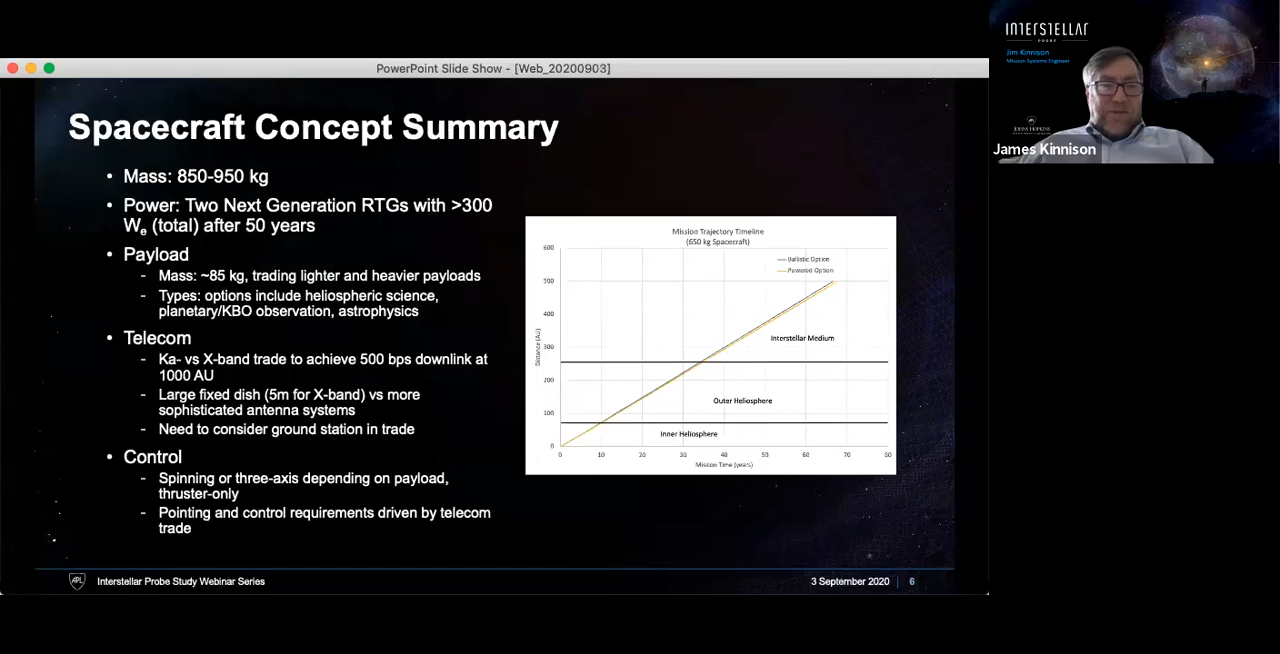 PowerPoint Slide Show - [Web_20200903]
Spacecraft Concept Summary
• Mass: 850-950 kg
• Power: Two Next Generation RTGs with >300
We (total) after 50 years
• Payload
- Mass: ~85 kg, trading lighter and heavier payloads
- Types: options include heliospheric science,
planetary/KBO observation, astrophysics
• Telecom
- Ka- vs X-band trade to achieve 500 bps downlink at
1000 AU
- Large fixed dish (5m for X-band) vs more
sophisticated antenna systems
- Need to consider ground station in trade
• Control
- Spinning or three-axis depending on payload,
thruster-only
- Pointing and control requirements driven by telecom
trade
Mission Trajectory Timeline
(650 kg Spacecraft)
Ballistic Option
Powered Option
600
500
400
300
200
100
0
Distance (AU)
Interstellar Medium
Outer Heliosphere
Inner Heliosphere
0 10 20 30 40 50 60 70 80
Mission Time (years)
APL
Interstellar Probe Study Webinar Series
3 September 2020 | 6
INTERSTELLAR
PROBE
Jim Kinnison
Mission Systems Engineer
JOHNS HOPKINS
James Kinnison